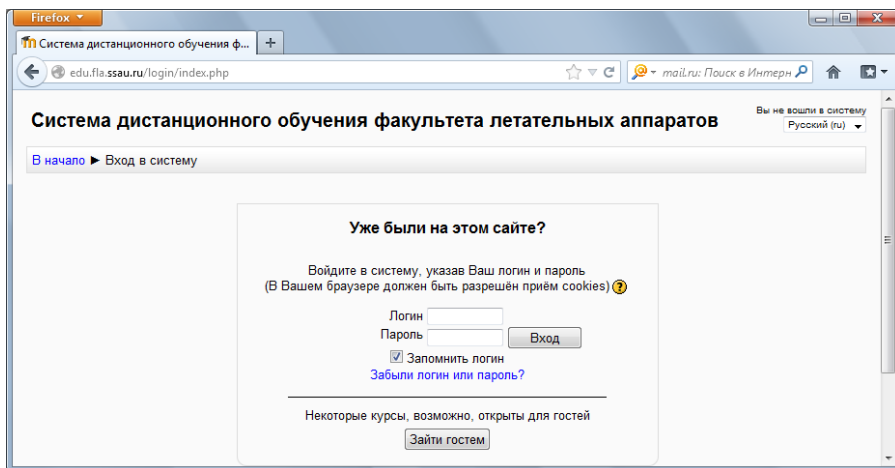 Firefox
Система дистанционного обучения ф...
edu.fla.ssau.ru/login/index.php
mail.ru: Поиск в Интерн
Вы не вошли в систему
Система дистанционного обучения факультета летательных аппаратов
Русский (ru)
В начало ► Вход в систему
Уже были на этом сайте?
Войдите в систему, указав Ваш логин и пароль
(В Вашем браузере должен быть разрешён приём cookies)
Логин
Пароль
Вход
Запомнить логин
Забыли логин или пароль?
Некоторые курсы, возможно, открыты для гостей
Зайти гостем